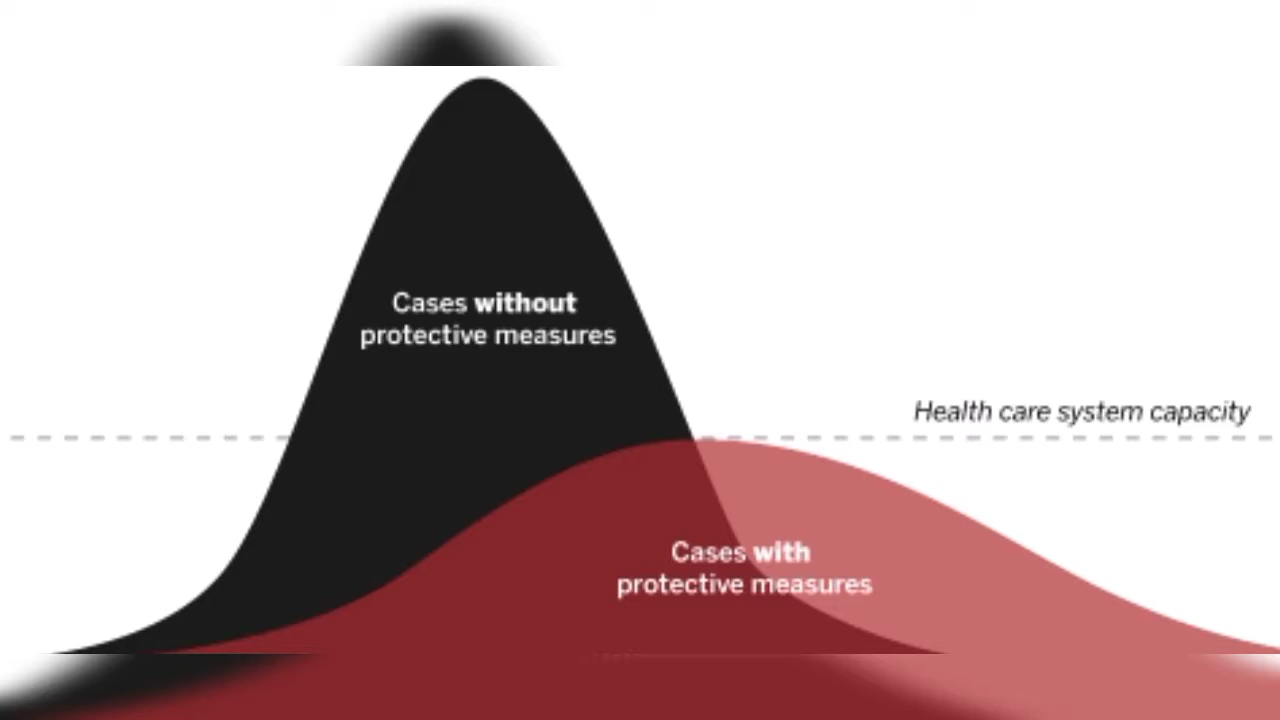 Cases without
protective measures
Health care system capacity
Cases with
protective measures